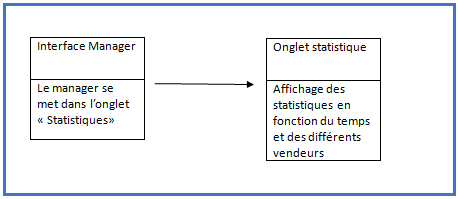 Interface Manager
Le manager se
met dans l'onglet
« Statistiques»
Onglet statistique
Affichage des
statistiques en
fonction du temps
et des différents
vendeurs